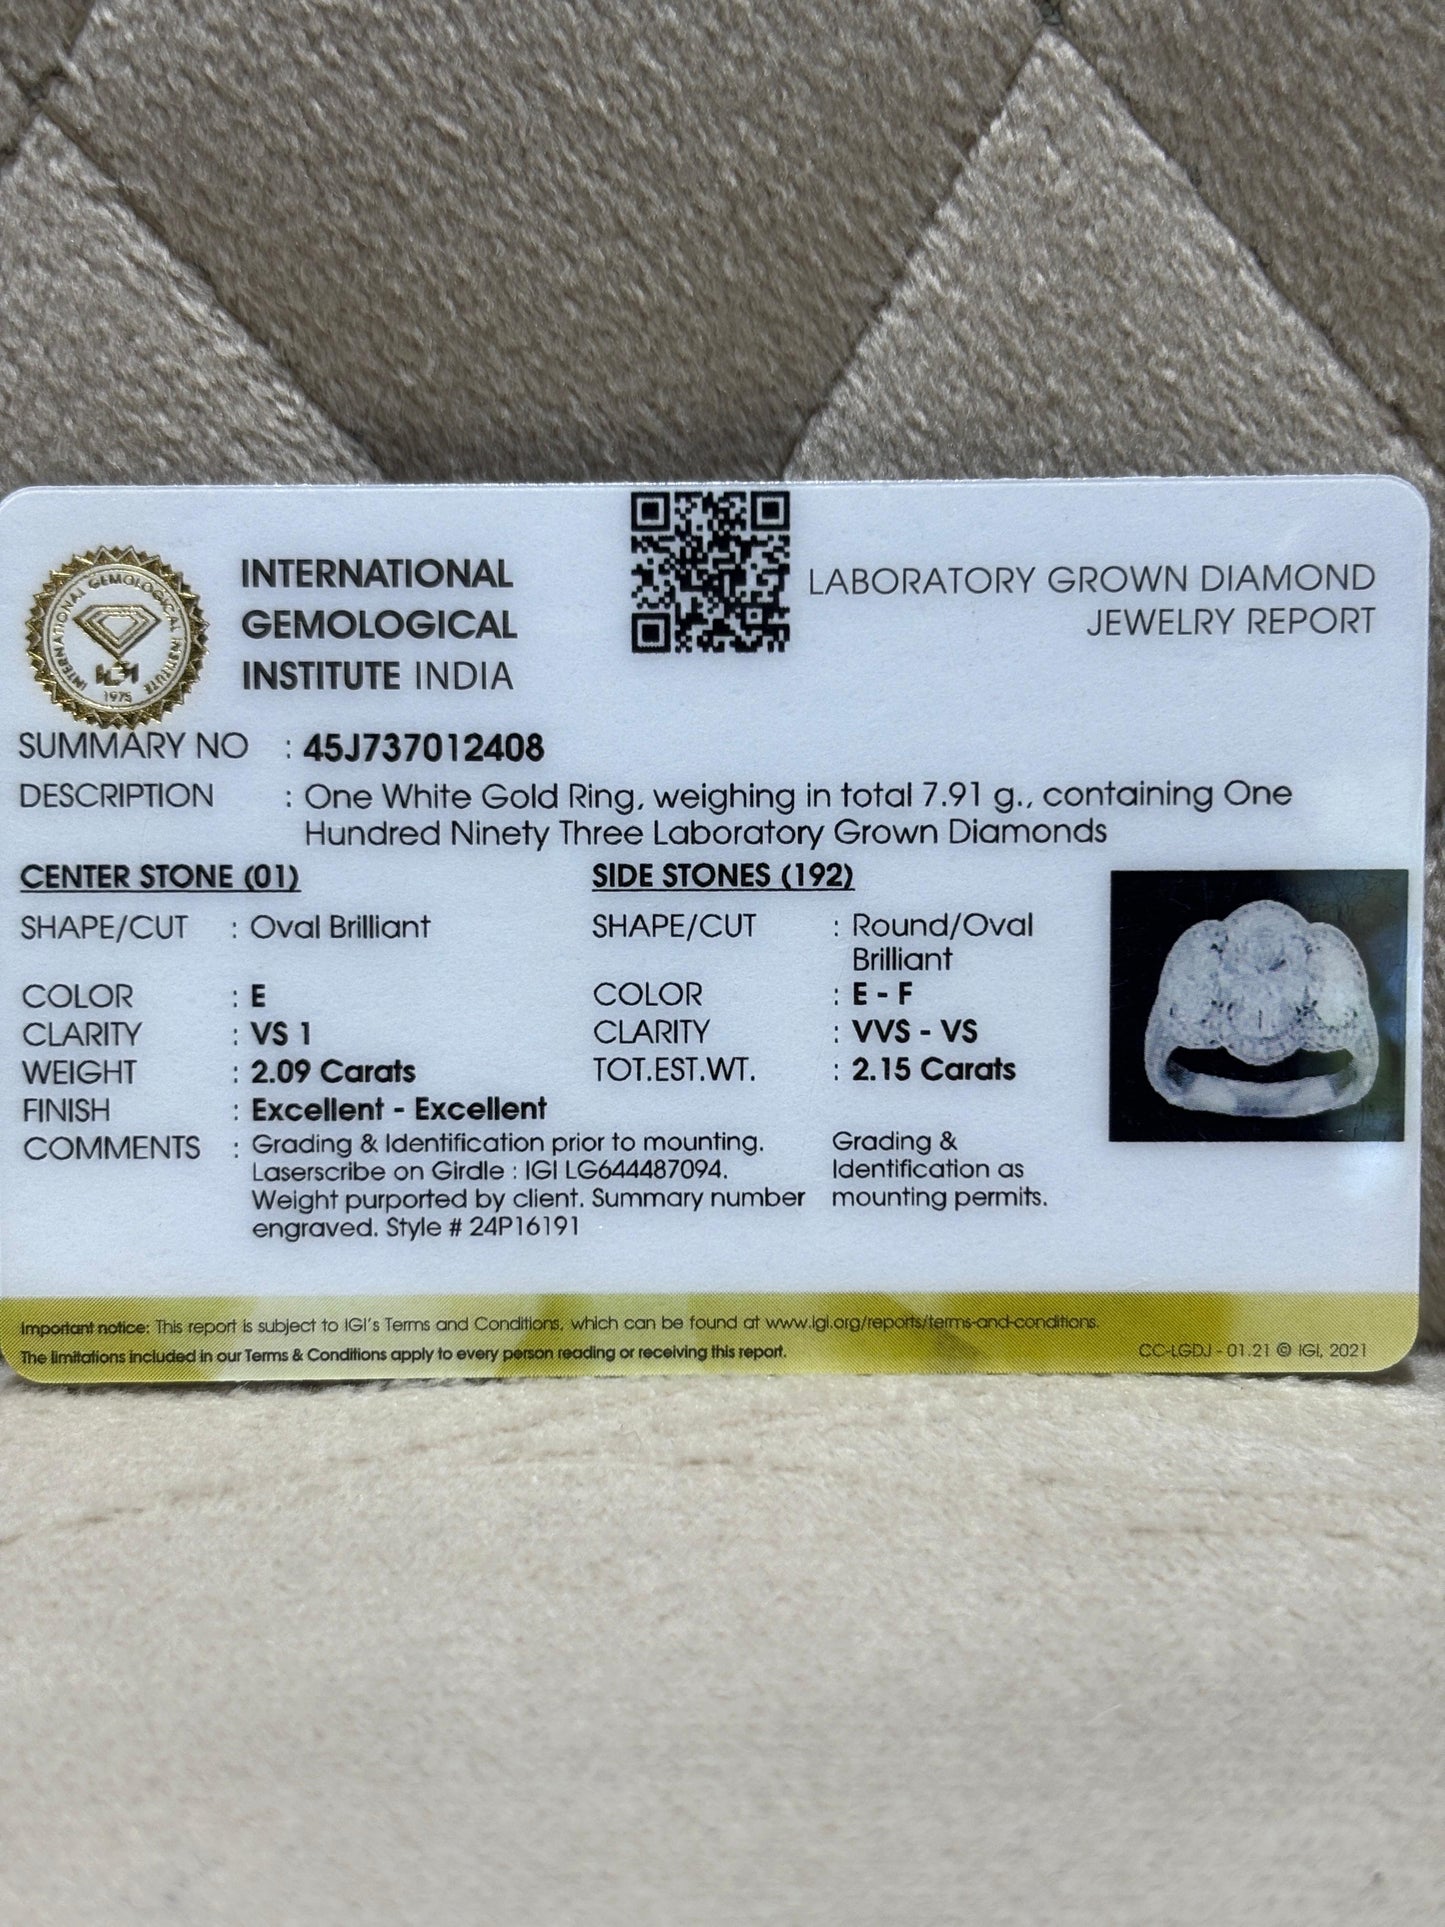 INTERNATIONAL GEMOLOGICAL INSTITUTE
IGI
1975
INTERNATIONAL
GEMOLOGICAL
INSTITUTE INDIA
LABORATORY GROWN DIAMOND
JEWELRY REPORT
SUMMARY NO : 45J737012408
DESCRIPTION : One White Gold Ring, weighing in total 7.91 g., containing One
Hundred Ninety Three Laboratory Grown Diamonds
CENTER STONE (01)
SHAPE/CUT : Oval Brilliant
COLOR : E
CLARITY : VS 1
WEIGHT : 2.09 Carats
FINISH : Excellent - Excellent
COMMENTS : Grading & Identification prior to mounting.
Laserscribe on Girdle : IGI LG644487094.
Weight purported by client. Summary number
engraved. Style # 24P16191
SIDE STONES (192)
SHAPE/CUT : Round/Oval
Brilliant
COLOR : E - F
CLARITY : VVS - VS
TOT.EST.WT. : 2.15 Carats
Grading &
Identification as
mounting permits.
Important notice: This report is subject to IGI's Terms and Conditions, which can be found at www.igi.org/reports/terms-and-conditions.
The limitations included in our Terms & Conditions apply to every person reading or receiving this report.
CC-LGDJ - 01.21 © IGI, 2021